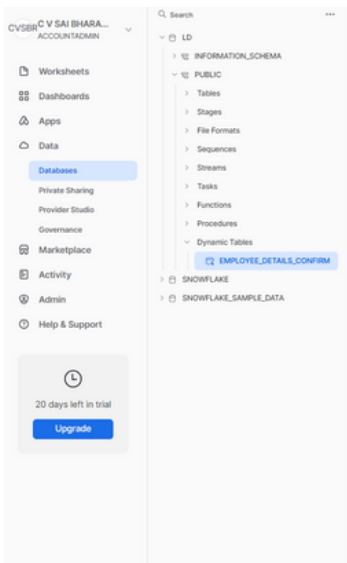 CVSBR
C V SAI BHARA...
ACCOUNTADMIN
Worksheets
Dashboards
Apps
Data
Databases
Private Sharing
Provider Studio
Governance
Marketplace
Activity
Admin
Help & Support
20 days left in trial
Upgrade
Search
LD
INFORMATION_SCHEMA
PUBLIC
Tables
Stages
File Formats
Sequences
Streams
Tasks
Functions
Procedures
Dynamic Tables
EMPLOYEE_DETAILS_CONFIRM
SNOWFLAKE
SNOWFLAKE_SAMPLE_DATA